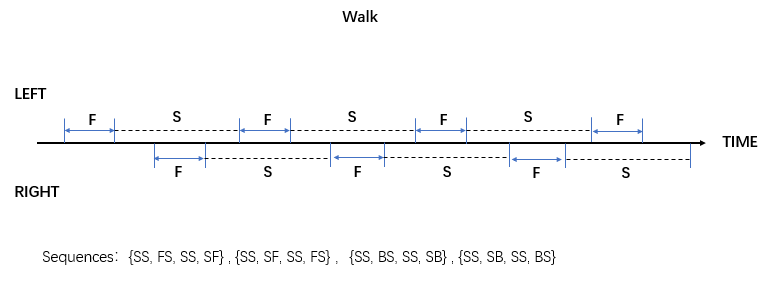 Walk
LEFT
F S F S F S F
TIME
F S F S F S
RIGHT
Sequences: {SS, FS, SS, SF} , {SS, SF, SS, FS} , {SS, BS, SS, SB} , {SS, SB, SS, BS}